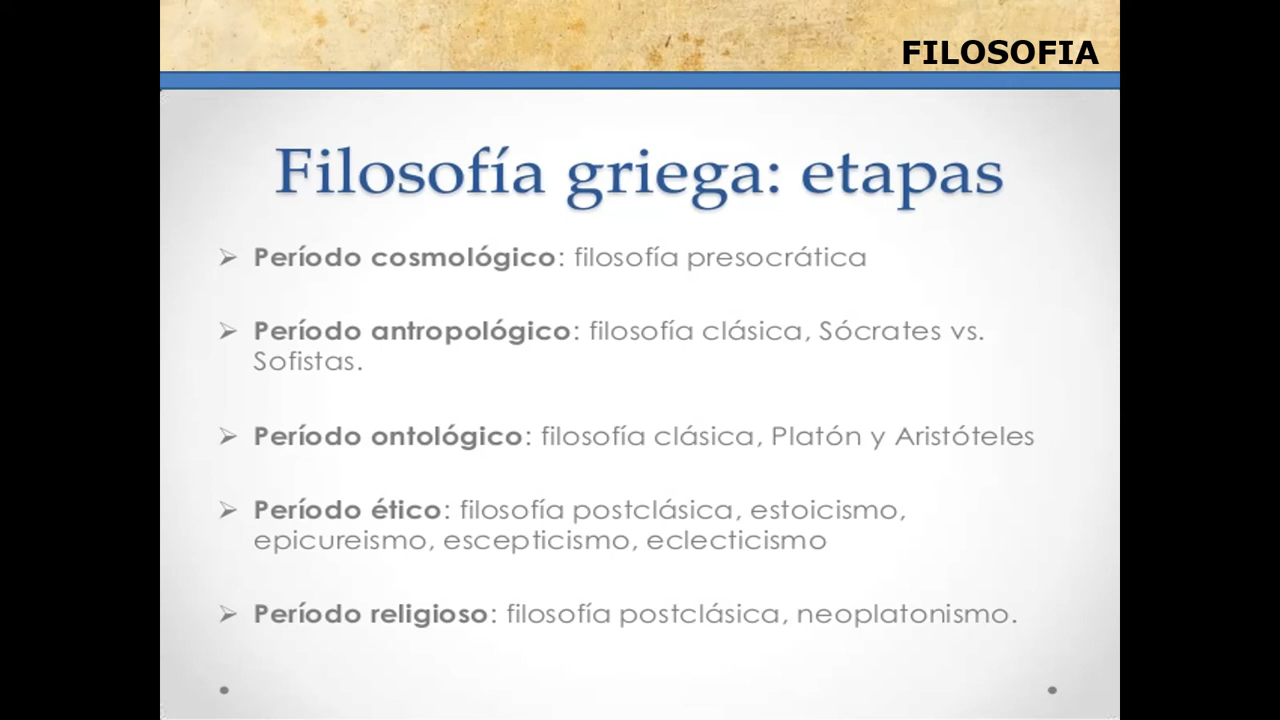 FILOSOFIA
Filosofía griega: etapas
Período cosmológico: filosofía presocrática
Período antropológico: filosofía clásica, Sócrates vs.
Sofistas.
Período ontológico: filosofía clásica, Platón y Aristóteles
Período ético: filosofía postclásica, estoicismo,
epicureismo, escepticismo, eclecticismo
Período religioso: filosofía postclásica, neoplatonismo.